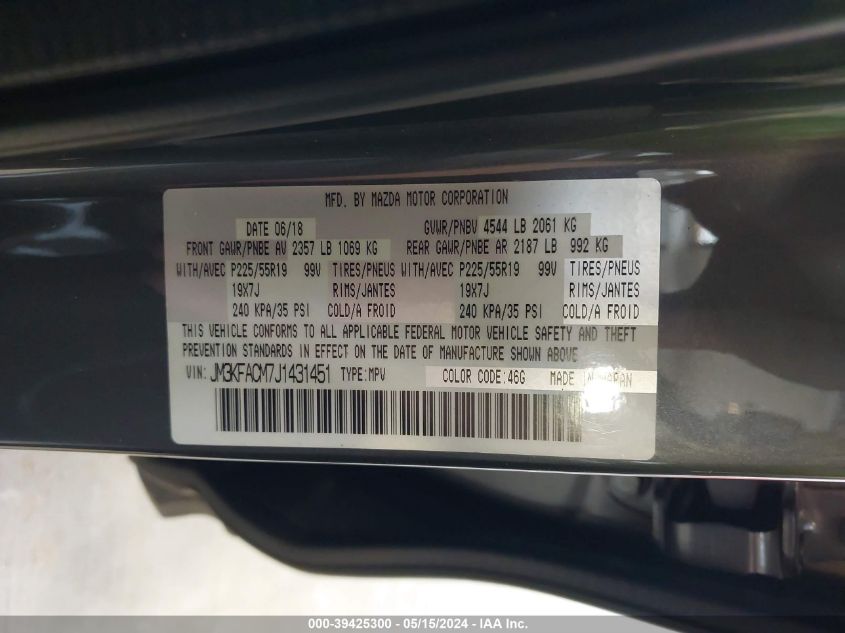 MFD. BY MAZDA MOTOR CORPORATION
DATE 06/18 GVWR/PNBV 4544 LB 2061 KG
FRONT GAWR/PNBE AV 2357 LB 1069 KG REAR GAWR/PNBE AR 2187 LB 992 KG
WITH/AVEC P225/55R19 99V TIRES/PNEUS WITH/AVEC P225/55R19 99V TIRES/PNEUS
19X7J RIMS/JANTES 19X7J RIMS/JANTES
240 KPA/35 PSI COLD/A FROID 240 KPA/35 PSI COLD/A FROID
THIS VEHICLE CONFORMS TO ALL APPLICABLE FEDERAL MOTOR VEHICLE SAFETY AND THEFT
PREVENTION STANDARDS IN EFFECT ON THE DATE OF MANUFACTURE SHOWN ABOVE
VIN: JM3KFACM7J1431451 TYPE:MPV COLOR CODE:46G MADE IN JAPAN
000-39425300 - 05/15/2024 - IAA Inc.